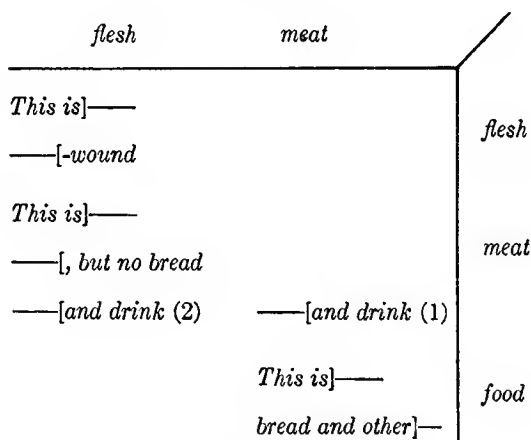 flesh meat
This is]——
flesh
——[-wound
This is]——
meat
——[, but no bread
——[and drink (2) ——[and drink (1)
This is]——
food
bread and other]—